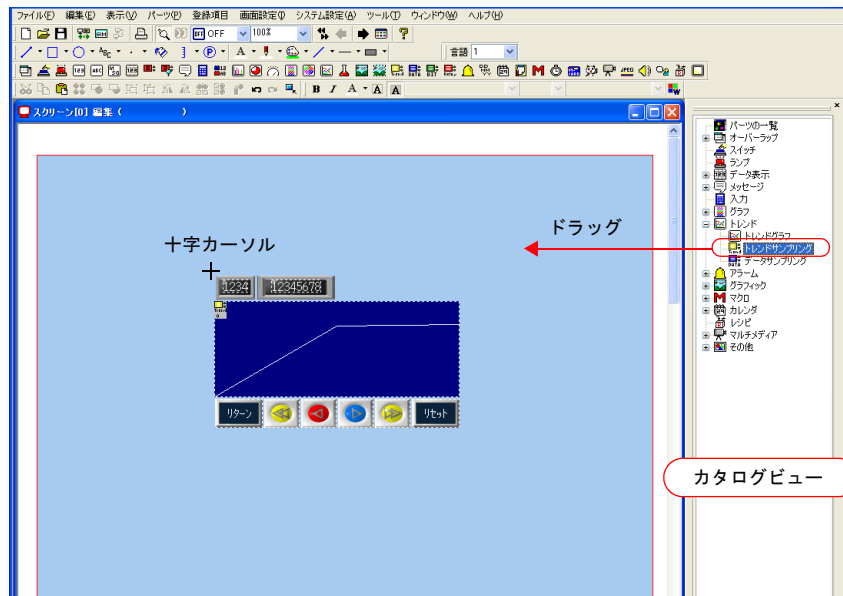 ファイル(F) 編集(E) 表示(V) パーツ(P) 登録項目 画面設定(I) システム設定(A) ツール(T) ウィンドウ(W) ヘルプ(H)
OFF OFF 100%
言語 1
スクリーン[0] 編集 ( )
パーツの一覧
オーバーラップ
スイッチ
ランプ
データ表示
メッセージ
入力
グラフ
トレンド
トレンドグラフ
トレンドサンプリング
データサンプリング
アラーム
グラフィック
マクロ
カレンダ
レシピ
マルチメディア
その他
ドラッグ
十字カーソル
1234 12345678
リターン リセット
カタログビュー